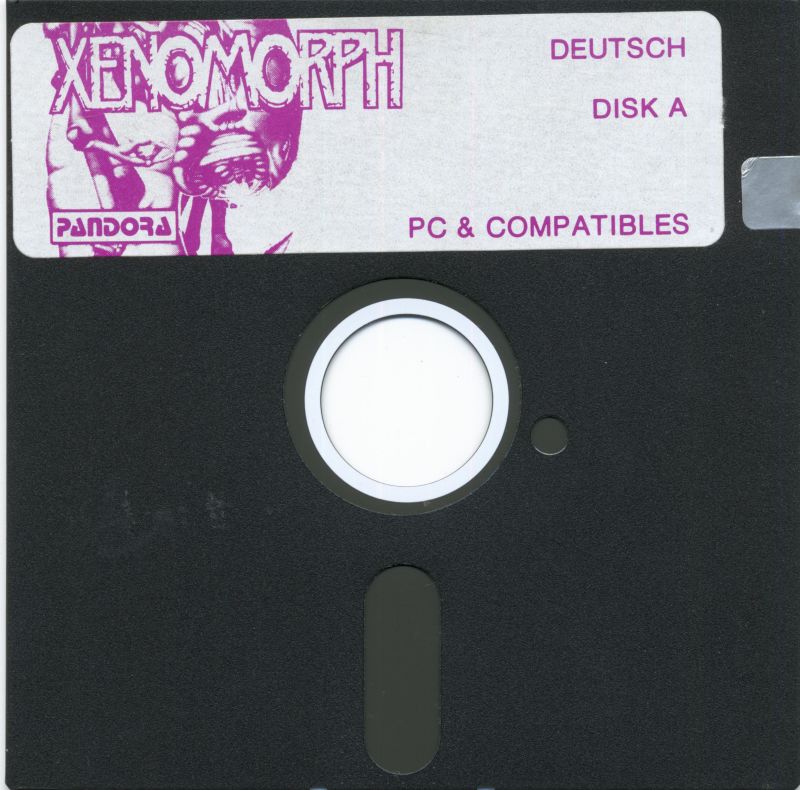 XENOMORPH
DEUTSCH
DISK A
PANDORA
PC & COMPATIBLES